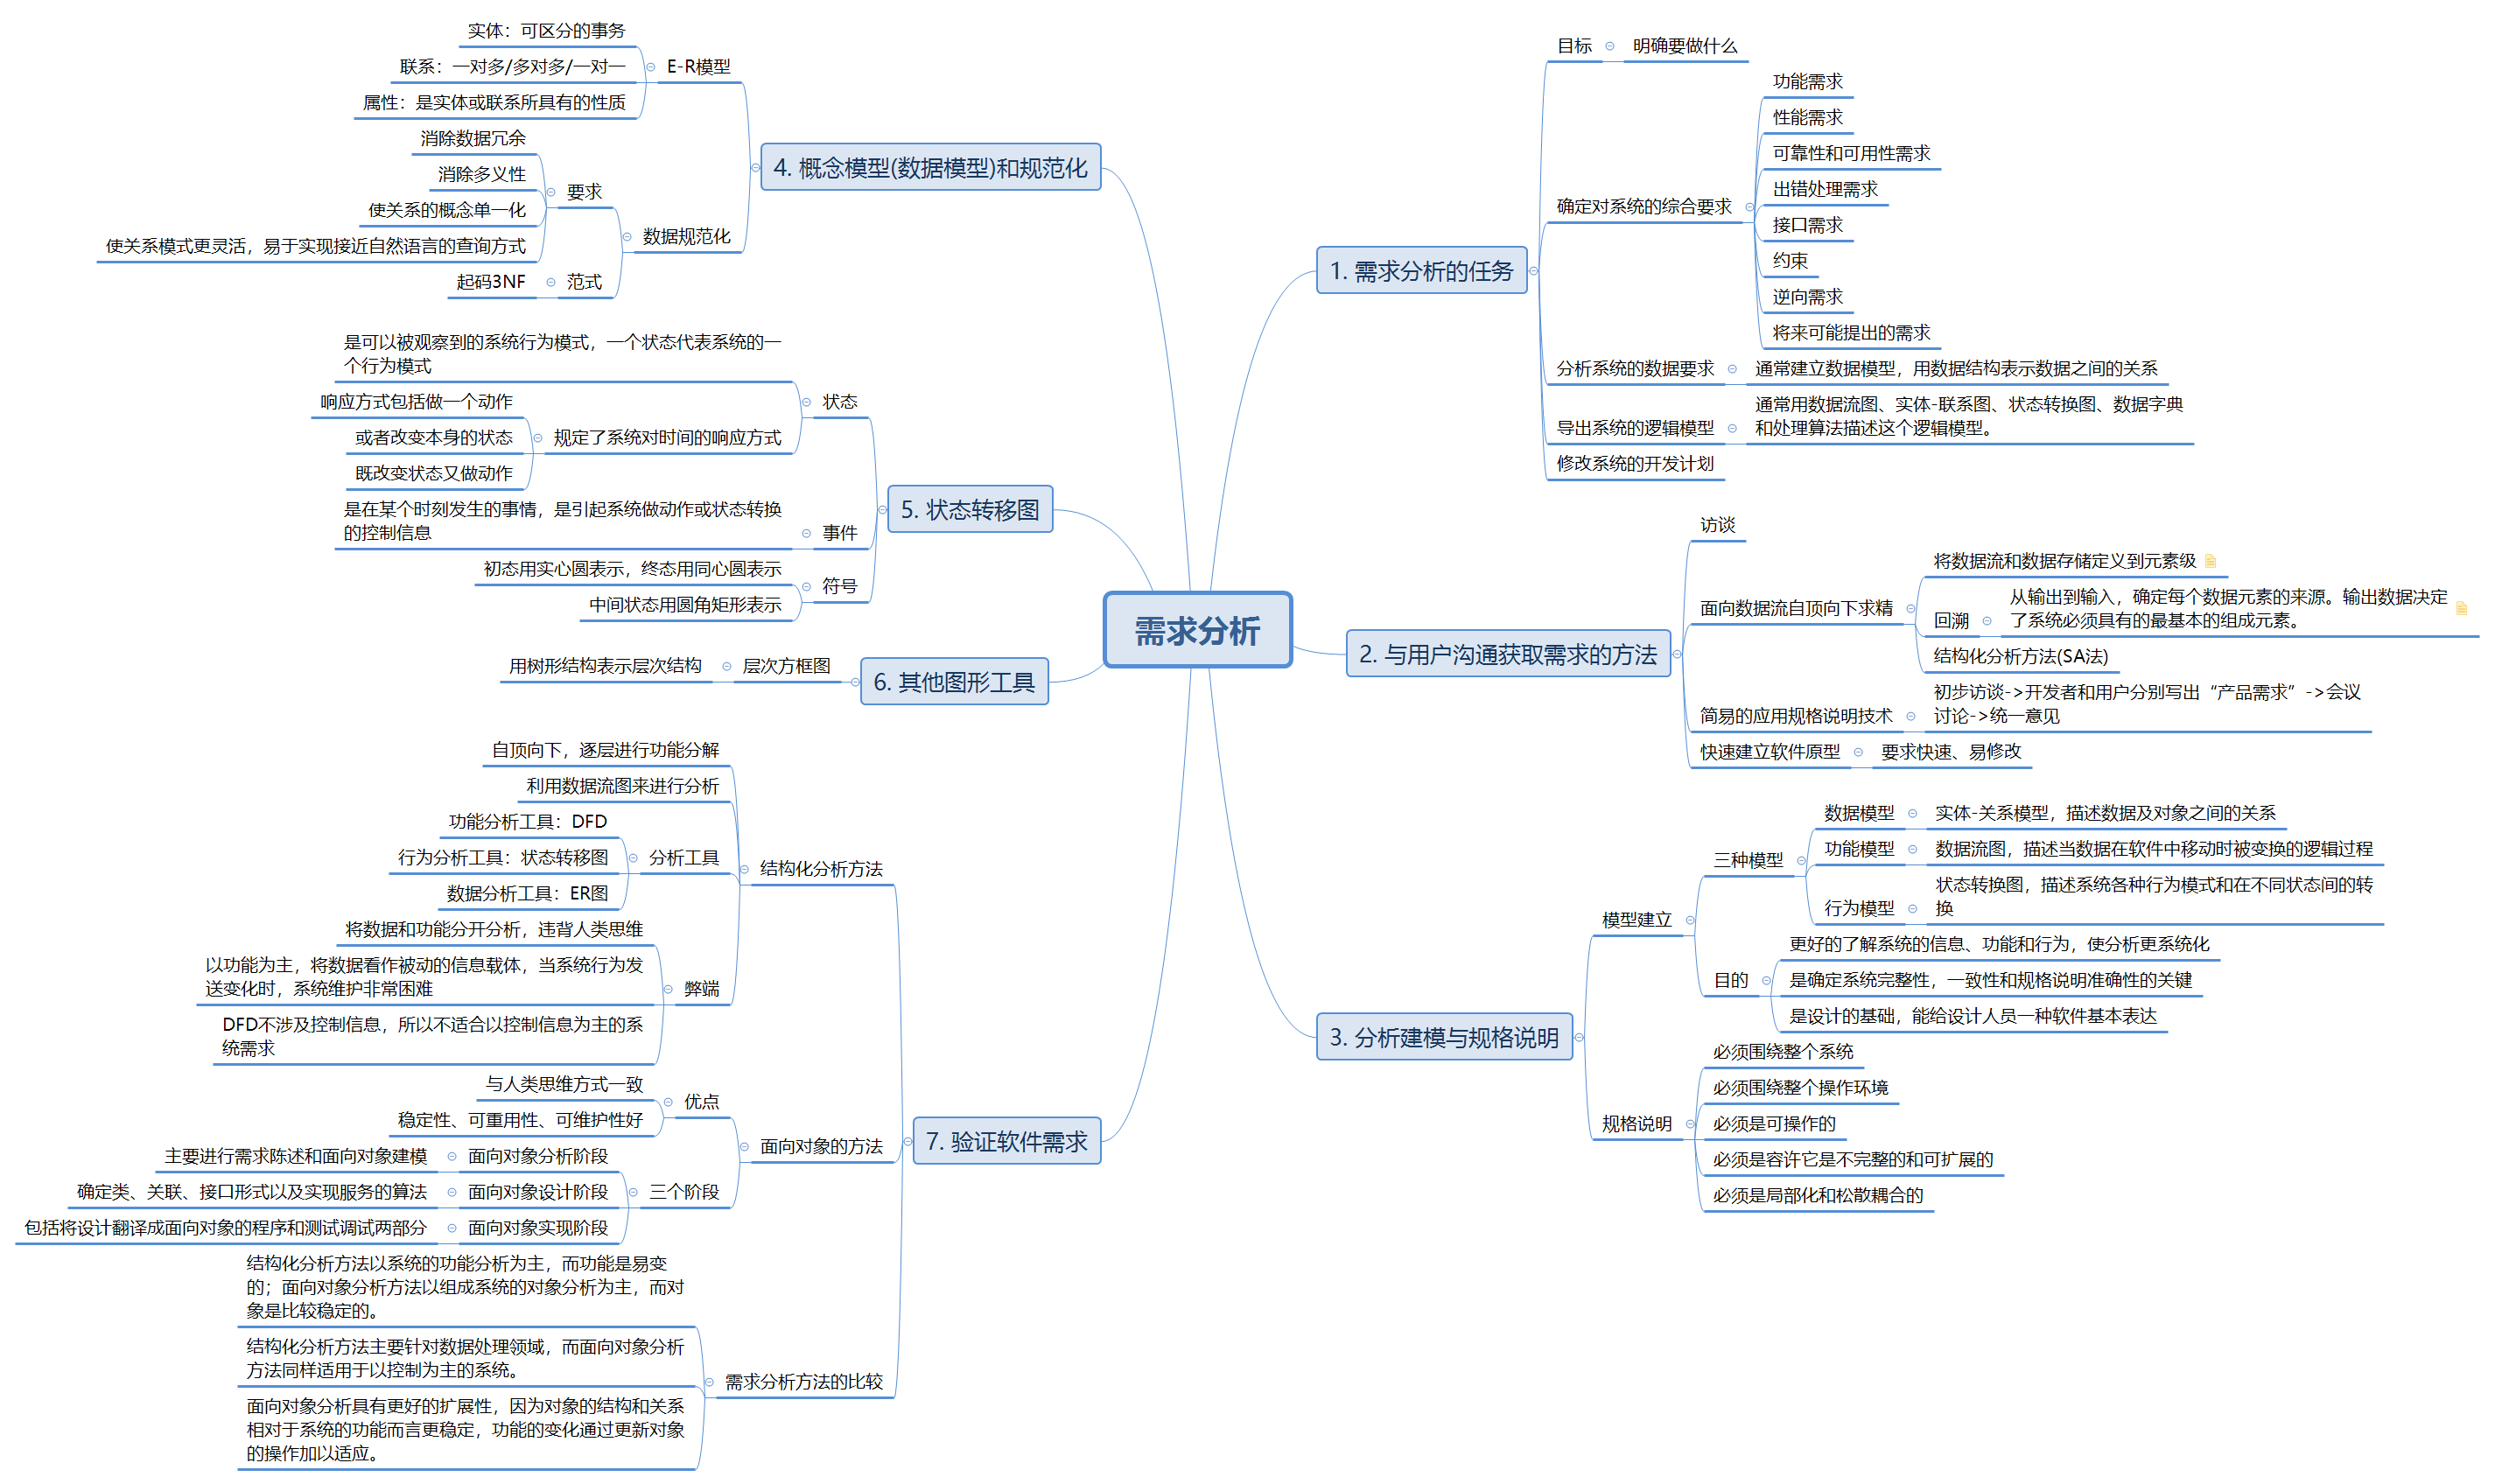 需求分析
1. 需求分析的任务
目标
明确要做什么
确定对系统的综合要求
功能需求
性能需求
可靠性和可用性需求
出错处理需求
接口需求
约束
逆向需求
将来可能提出的需求
分析系统的数据要求
通常建立数据模型，用数据结构表示数据之间的关系
导出系统的逻辑模型
通常用数据流图、实体-联系图、状态转换图、数据字典
和处理算法描述这个逻辑模型。
修改系统的开发计划
2. 与用户沟通获取需求的方法
访谈
面向数据流自顶向下求精
将数据流和数据存储定义到元素级
回溯
从输出到输入，确定每个数据元素的来源。输出数据决定
了系统必须具有的最基本的组成元素。
结构化分析方法(SA法)
简易的应用规格说明技术
初步访谈->开发者和用户分别写出“产品需求”->会议
讨论->统一意见
快速建立软件原型
要求快速、易修改
3. 分析建模与规格说明
模型建立
三种模型
数据模型
实体-关系模型，描述数据及对象之间的关系
功能模型
数据流图，描述当数据在软件中移动时被变换的逻辑过程
行为模型
状态转换图，描述系统各种行为模式和在不同状态间的转
换
目的
更好的了解系统的信息、功能和行为，使分析更系统化
是确定系统完整性，一致性和规格说明准确性的关键
是设计的基础，能给设计人员一种软件基本表达
规格说明
必须围绕整个系统
必须围绕整个操作环境
必须是可操作的
必须是容许它是不完整的和可扩展的
必须是局部化和松散耦合的
4. 概念模型(数据模型)和规范化
E-R模型
实体：可区分的事务
联系：一对多/多对多/一对一
属性：是实体或联系所具有的性质
数据规范化
要求
消除数据冗余
消除多义性
使关系的概念单一化
使关系模式更灵活，易于实现接近自然语言的查询方式
范式
起码3NF
5. 状态转移图
状态
是可以被观察到的系统行为模式，一个状态代表系统的一
个行为模式
规定了系统对时间的响应方式
响应方式包括做一个动作
或者改变本身的状态
既改变状态又做动作
事件
是在某个时刻发生的事情，是引起系统做动作或状态转换
的控制信息
符号
初态用实心圆表示，终态用同心圆表示
中间状态用圆角矩形表示
6. 其他图形工具
层次方框图
用树形结构表示层次结构
7. 验证软件需求
结构化分析方法
自顶向下，逐层进行功能分解
利用数据流图来进行分析
分析工具
功能分析工具：DFD
行为分析工具：状态转移图
数据分析工具：ER图
弊端
将数据和功能分开分析，违背人类思维
以功能为主，将数据看作被动的信息载体，当系统行为发
送变化时，系统维护非常困难
DFD不涉及控制信息，所以不适合以控制信息为主的系
统需求
面向对象的方法
优点
与人类思维方式一致
稳定性、可重用性、可维护性好
三个阶段
面向对象分析阶段
主要进行需求陈述和面向对象建模
面向对象设计阶段
确定类、关联、接口形式以及实现服务的算法
面向对象实现阶段
包括将设计翻译成面向对象的程序和测试调试两部分
需求分析方法的比较
结构化分析方法以系统的功能分析为主，而功能是易变
的；面向对象分析方法以组成系统的对象分析为主，而对
象是比较稳定的。
结构化分析方法主要针对数据处理领域，而面向对象分析
方法同样适用于以控制为主的系统。
面向对象分析具有更好的扩展性，因为对象的结构和关系
相对于系统的功能而言更稳定，功能的变化通过更新对象
的操作加以适应。